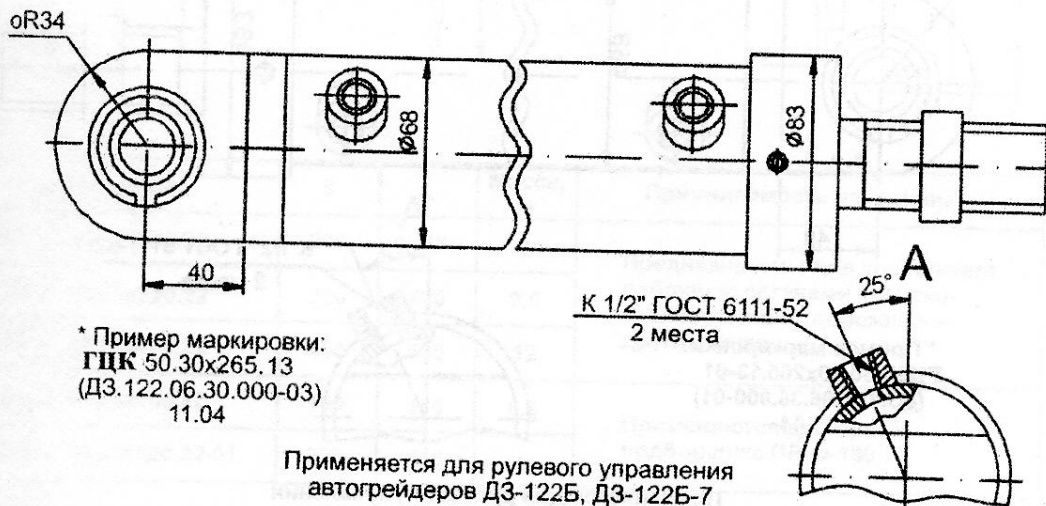 oR34
Ø68
Ø83
40
А
25°
К 1/2" ГОСТ 6111-52
2 места
* Пример маркировки:
ГЦК 50.30х265.13
(ДЗ.122.06.30.000-03)
11.04
Применяется для рулевого управления
автогрейдеров ДЗ-122Б, ДЗ-122Б-7